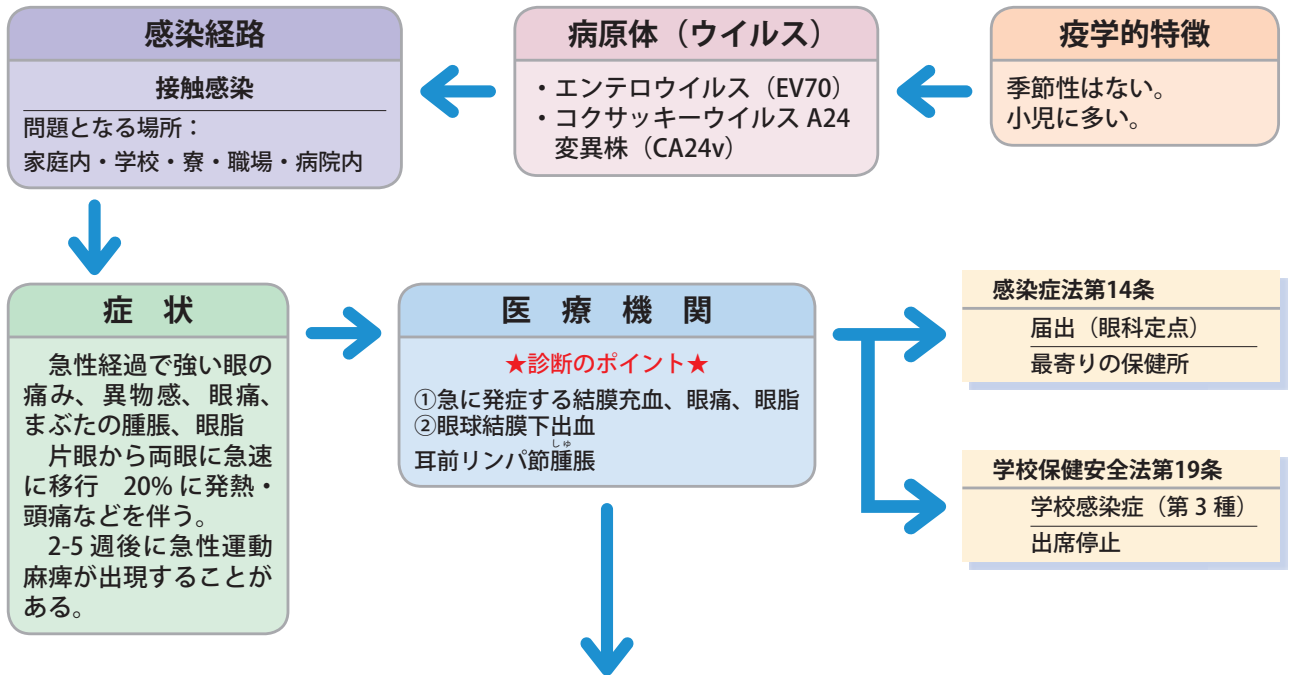 感染経路
接触感染
問題となる場所：
家庭内・学校・寮・職場・病院内
病原体（ウイルス）
・エンテロウイルス（EV70）
・コクサッキーウイルス A24
変異株（CA24v）
疫学的特徴
季節性はない。
小児に多い。
症　状
急性経過で強い眼の
痛み、異物感、眼痛、
まぶたの腫脹、眼脂
片眼から両眼に急速
に移行　20% に発熱・
頭痛などを伴う。
2-5 週後に急性運動
麻痺が出現することが
ある。
医　療　機　関
★診断のポイント★
①急に発症する結膜充血、眼痛、眼脂
②眼球結膜下出血
しゅ
耳前リンパ節腫脹
感染症法第14条
届出（眼科定点）
最寄りの保健所
学校保健安全法第19条
学校感染症（第 3 種）
出席停止